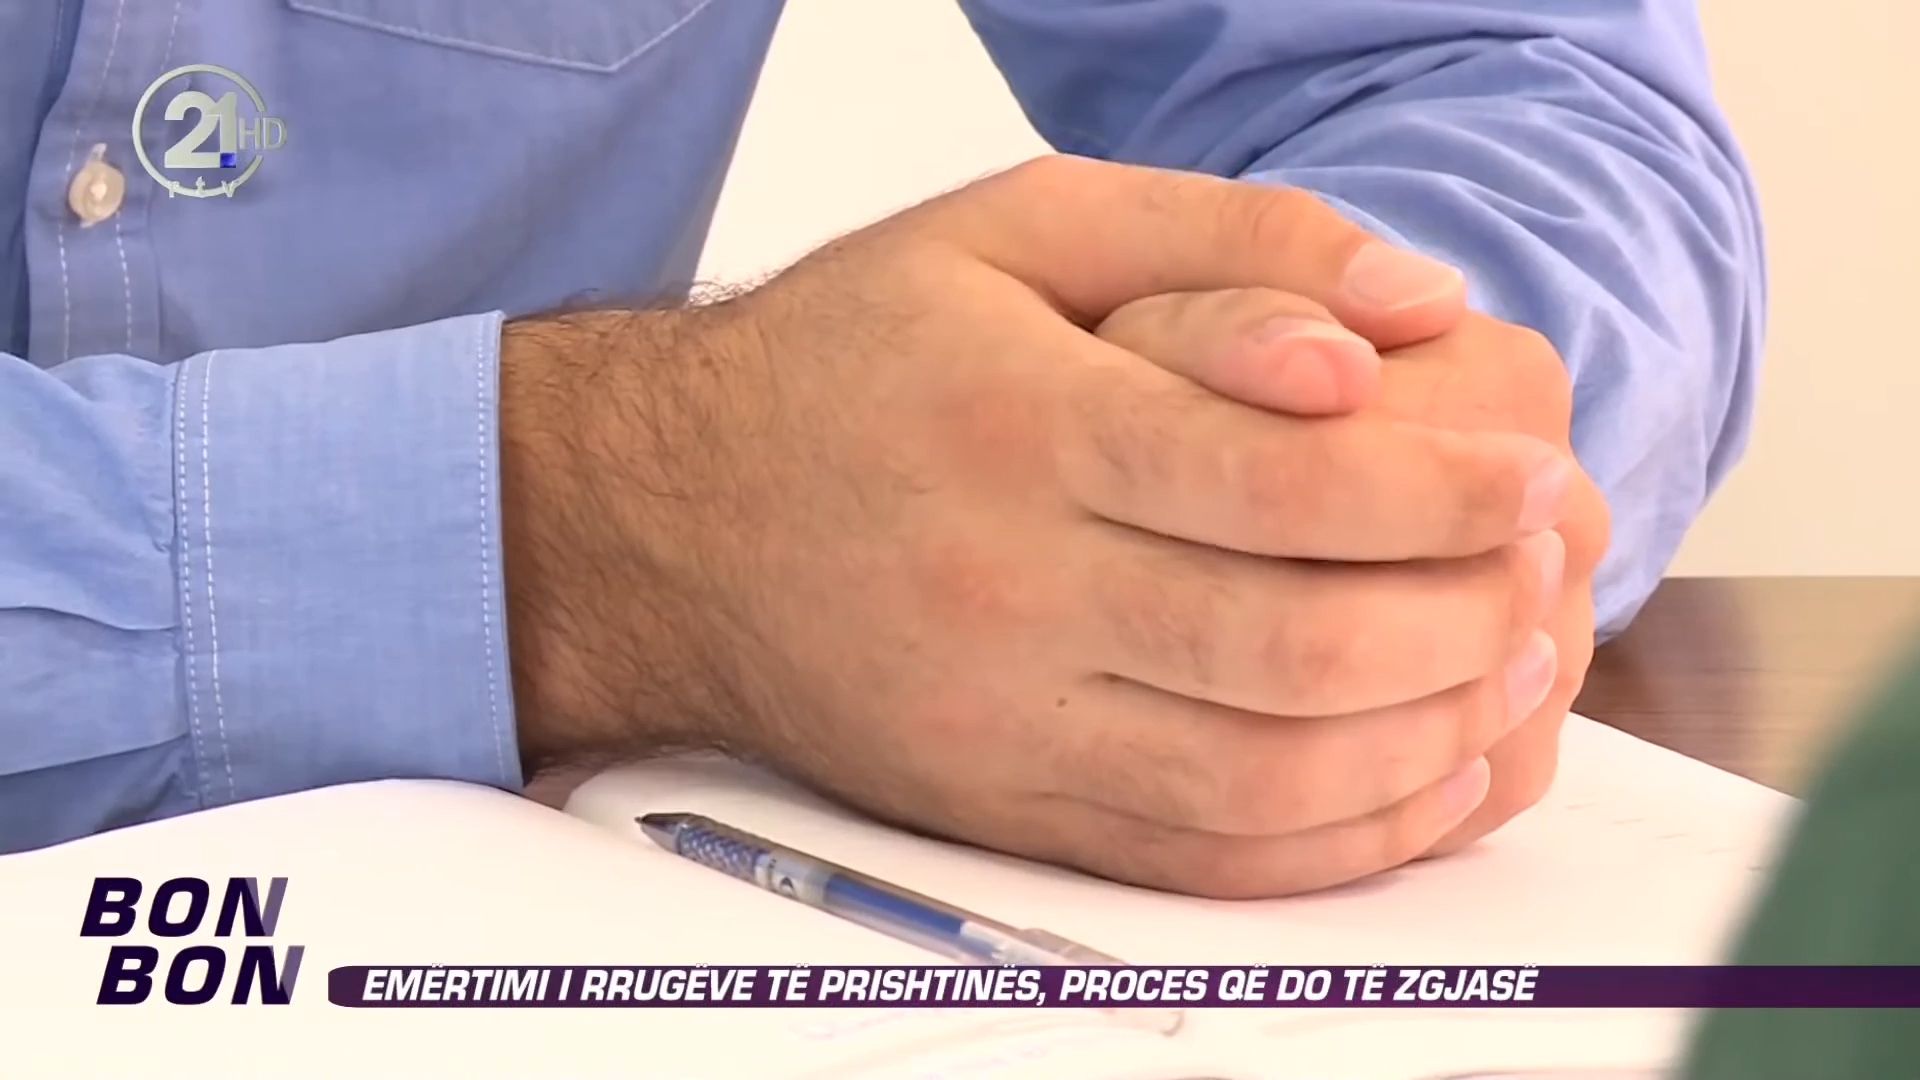 21 HD
rtv
BON
BON
EMËRTIMI I RRUGËVE TË PRISHTINËS, PROCES QË DO TË ZGJASË